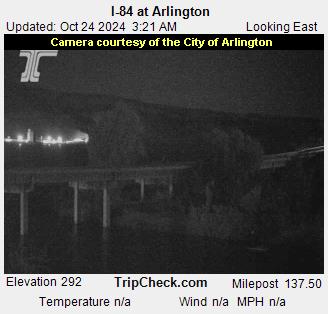 I-84 at Arlington
Updated: Oct 24 2024 3:21 AM Looking East
Camera courtesy of the City of Arlington
Elevation 292 TripCheck.com Milepost 137.50
Temperature n/a Wind n/a MPH n/a